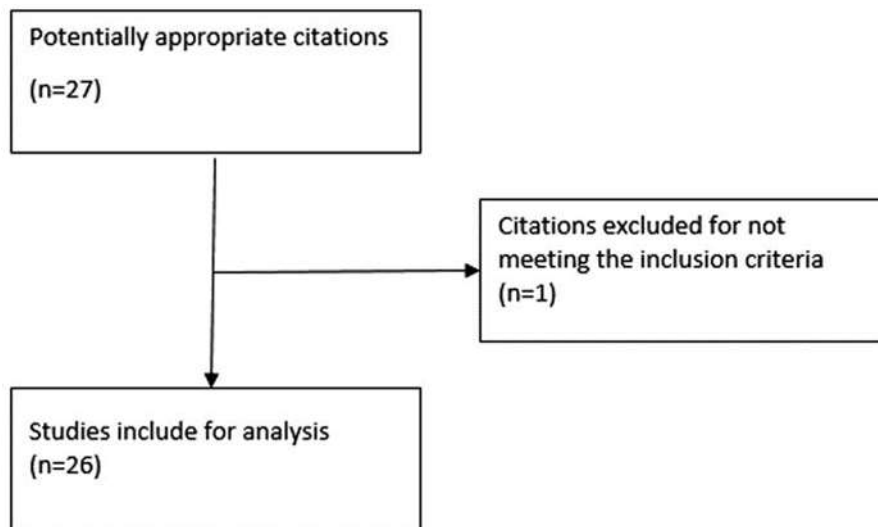 Potentially appropriate citations
(n=27)
Citations excluded for not
meeting the inclusion criteria
(n=1)
Studies include for analysis
(n=26)